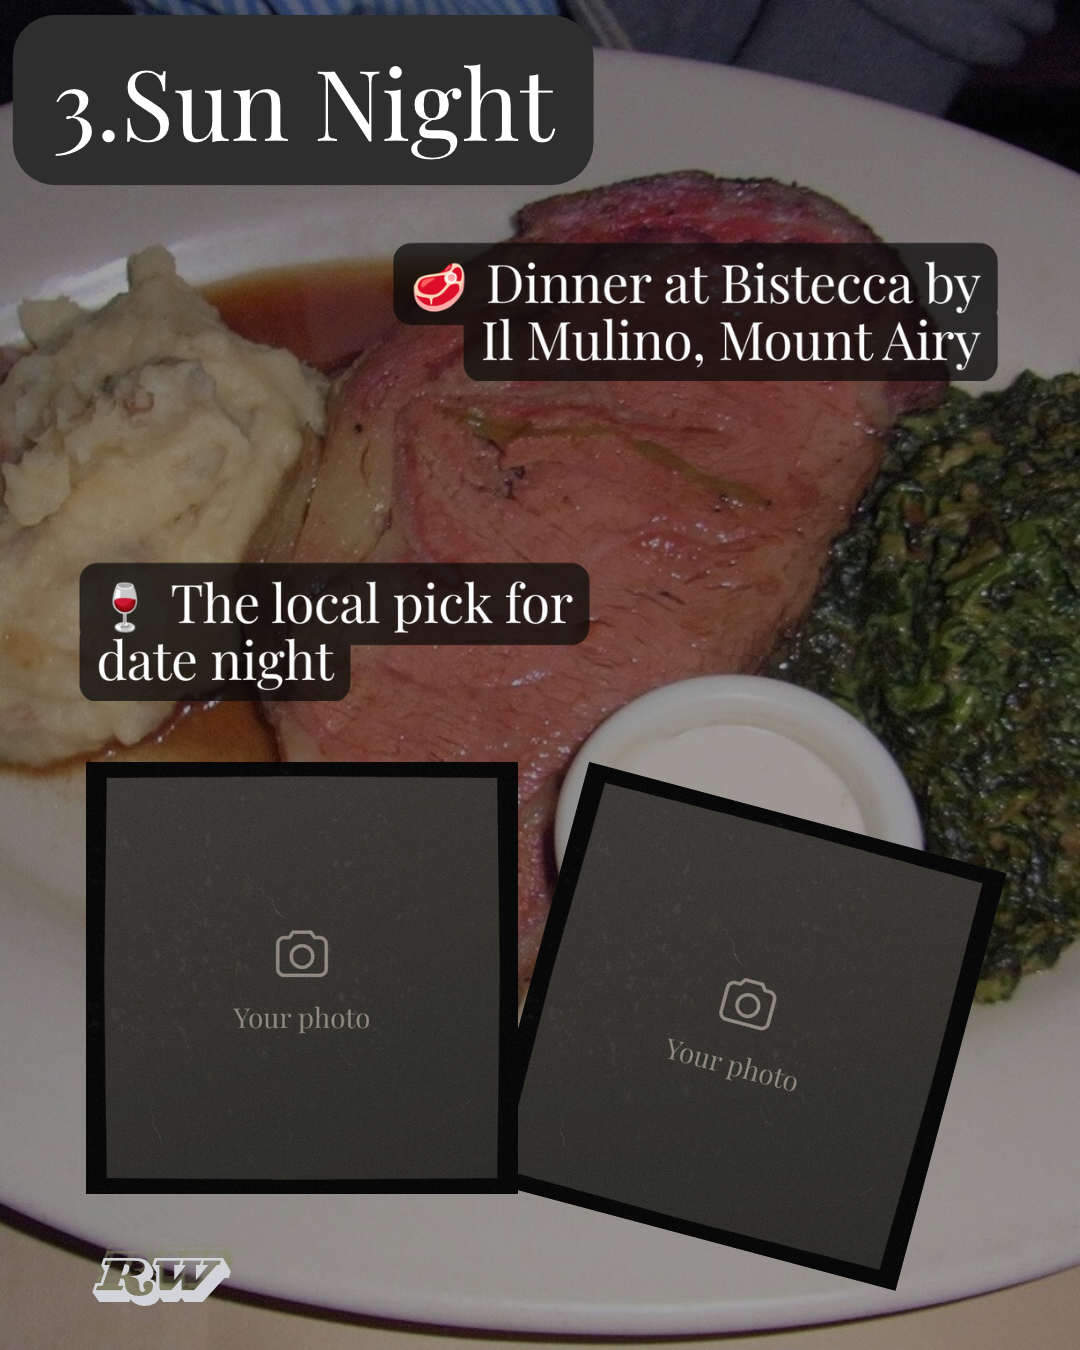 3.Sun Night
🥩 Dinner at Bistecca by
Il Mulino, Mount Airy
🍷 The local pick for
date night
Your photo
Your photo
RW